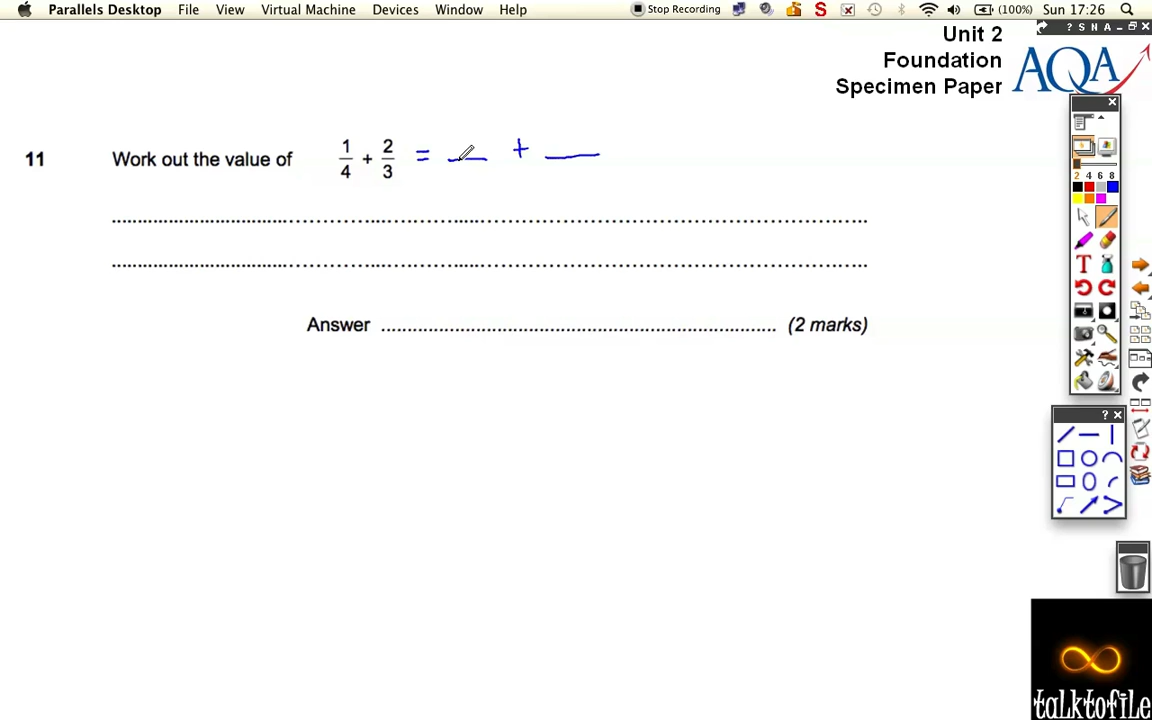 Parallels Desktop File View Virtual Machine Devices Window Help Stop Recording S (100%) Sun 17:26
? S N A
Unit 2
Foundation
Specimen Paper
AQA
11 Work out the value of 1/4 + 2/3 = __ + __
Answer ................................ (2 marks)
2 4 6 8
T
?
talktofile